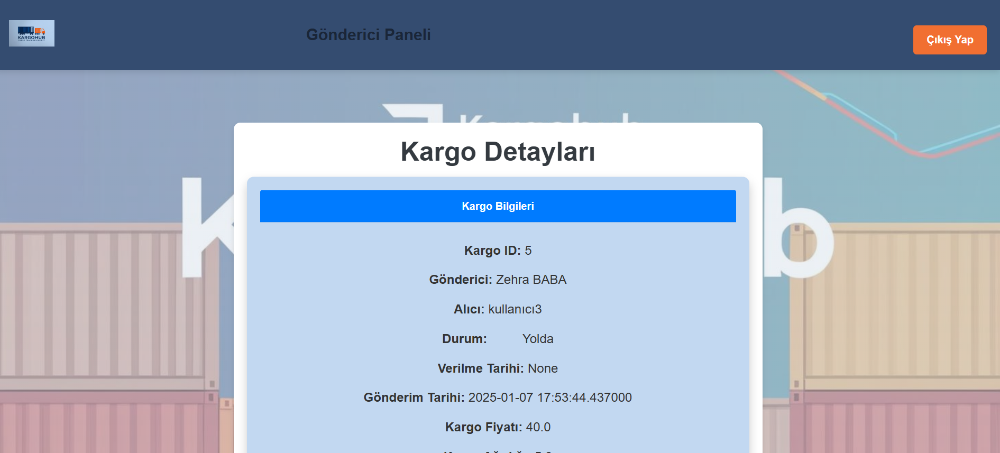 KARGOHUB
Gönderici Paneli
Çıkış Yap
Kargohub
Kargo Detayları
K
b
Kargo Bilgileri
Kargo ID: 5
Gönderici: Zehra BABA
Alıcı: kullanıcı3
Durum: Yolda
Verilme Tarihi: None
Gönderim Tarihi: 2025-01-07 17:53:44.437000
Kargo Fiyatı: 40.0